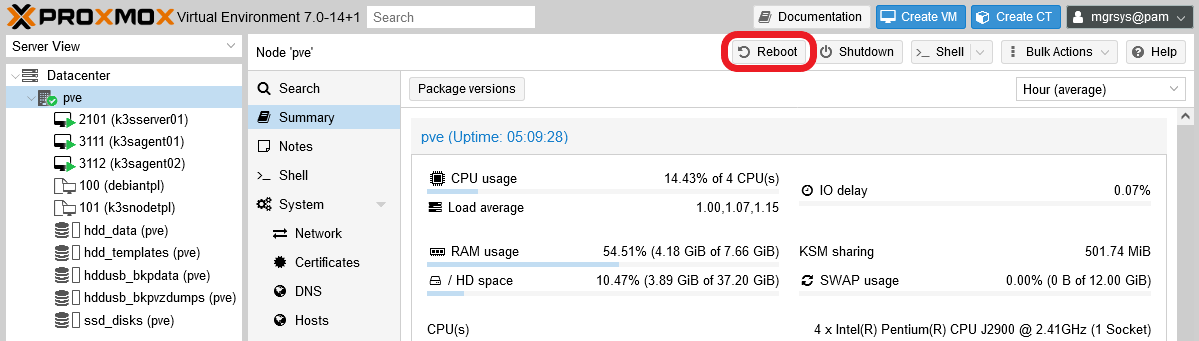 PROXMOX Virtual Environment 7.0-14+1 Search Documentation Create VM Create CT mgrsys@pam
Server View
Node 'pve' Reboot Shutdown >_ Shell Bulk Actions Help
Datacenter
pve
2101 (k3sserver01)
3111 (k3sagent01)
3112 (k3sagent02)
100 (debiantpl)
101 (k3snodetpl)
hdd_data (pve)
hdd_templates (pve)
hddusb_bkpdata (pve)
hddusb_bkpvzdumps (pve)
ssd_disks (pve)
Search
Summary
Notes
>_ Shell
System
Network
Certificates
DNS
Hosts
Package versions Hour (average)
pve (Uptime: 05:09:28)
CPU usage 14.43% of 4 CPU(s)
IO delay 0.07%
Load average 1.00,1.07,1.15
RAM usage 54.51% (4.18 GiB of 7.66 GiB)
KSM sharing 501.74 MiB
/ HD space 10.47% (3.89 GiB of 37.20 GiB)
SWAP usage 0.00% (0 B of 12.00 GiB)
CPU(s) 4 x Intel(R) Pentium(R) CPU J2900 @ 2.41GHz (1 Socket)